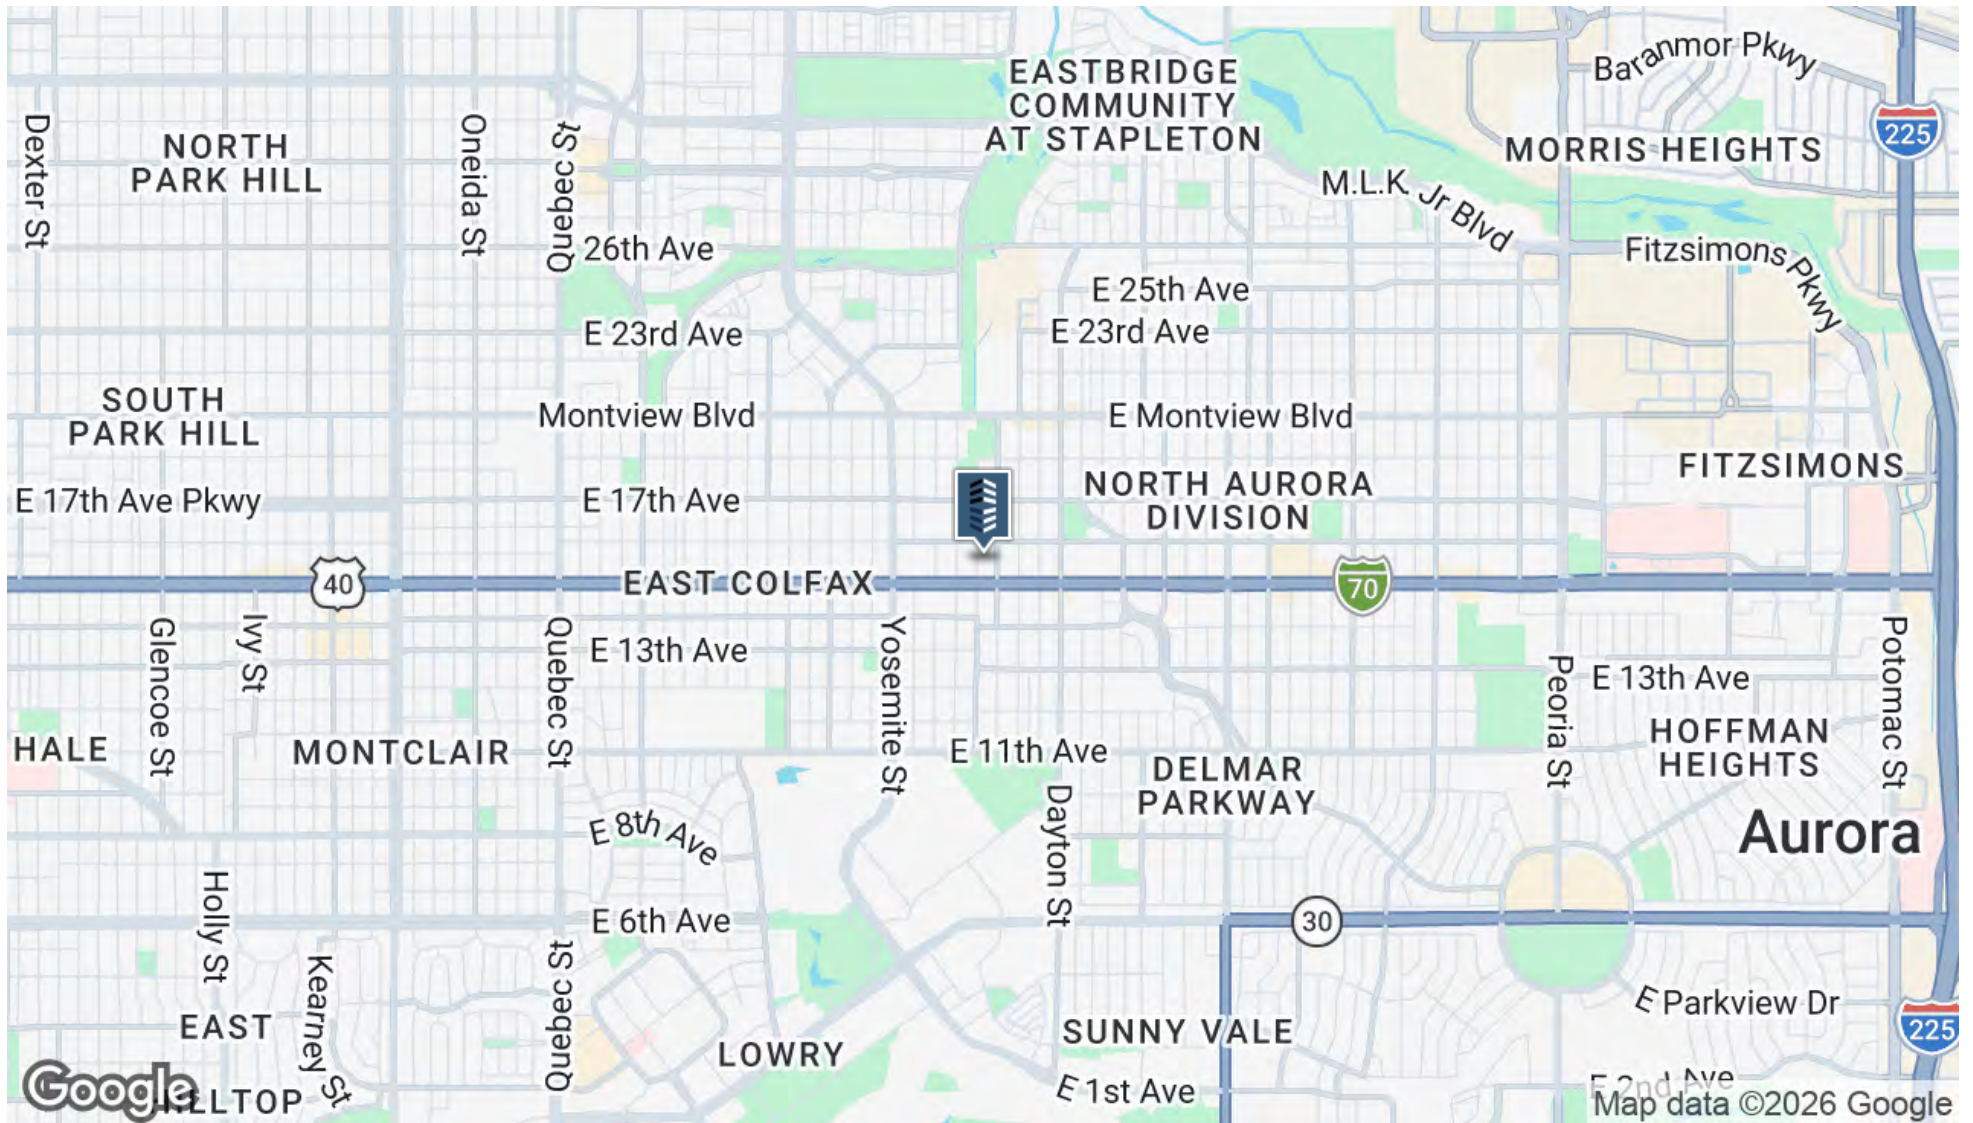 EASTBRIDGE
COMMUNITY
AT STAPLETON
Baranmor Pkwy
225
Dexter St
NORTH
PARK HILL
Oneida St
Quebec St
MORRIS HEIGHTS
M.L.K. Jr Blvd
26th Ave
Fitzsimons Pkwy
E 25th Ave
E 23rd Ave
E 23rd Ave
SOUTH
PARK HILL
Montview Blvd
E Montview Blvd
FITZSIMONS
E 17th Ave Pkwy
E 17th Ave
NORTH AURORA
DIVISION
40
EAST COLFAX
70
Glencoe St
Ivy St
Quebec St
E 13th Ave
Yosemite St
Peoria St
E 13th Ave
Potomac St
HALE
MONTCLAIR
E 11th Ave
DELMAR
PARKWAY
HOFFMAN
HEIGHTS
Dayton St
E 8th Ave
Aurora
Holly St
E 6th Ave
30
Quebec St
Kearney St
E Parkview Dr
EAST
HILLTOP
LOWRY
SUNNY VALE
225
E 1st Ave
E 2nd Ave
Google
Map data ©2026 Google